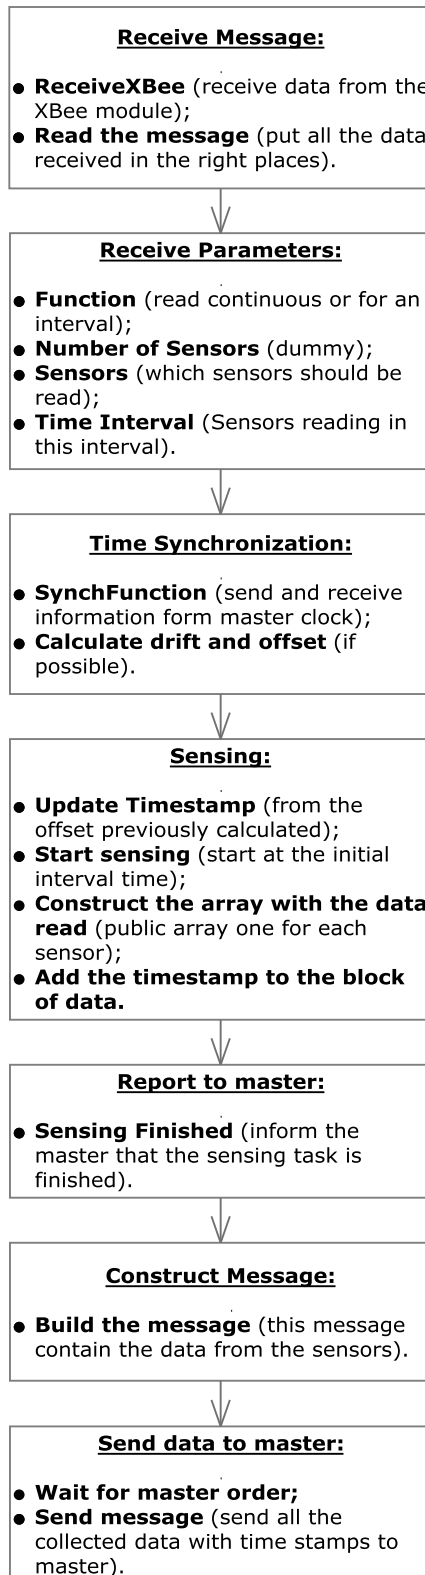 Receive Message:
● ReceiveXBee (receive data from the
XBee module);
● Read the message (put all the data
received in the right places).
Receive Parameters:
● Function (read continuous or for an
interval);
● Number of Sensors (dummy);
● Sensors (which sensors should be
read);
● Time Interval (Sensors reading in
this interval).
Time Synchronization:
● SynchFunction (send and receive
information form master clock);
● Calculate drift and offset (if
possible).
Sensing:
● Update Timestamp (from the
offset previously calculated);
● Start sensing (start at the initial
interval time);
● Construct the array with the data
read (public array one for each
sensor);
● Add the timestamp to the block
of data.
Report to master:
● Sensing Finished (inform the
master that the sensing task is
finished).
Construct Message:
● Build the message (this message
contain the data from the sensors).
Send data to master:
● Wait for master order;
● Send message (send all the
collected data with time stamps to
master).